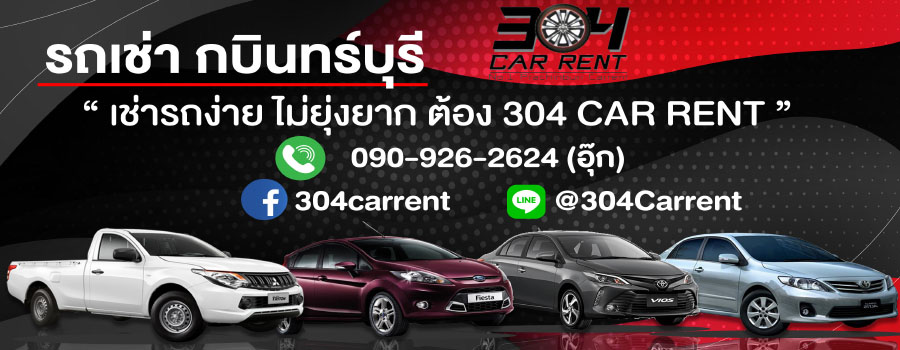 รถเช่า กบินทร์บุรี
304
CAR RENT
“ เช่ารถง่าย ไม่ยุ่งยาก ต้อง 304 CAR RENT ”
090-926-2624 (อุ๊ก)
304carrent
LINE @304Carrent
Fiesta
VIOS